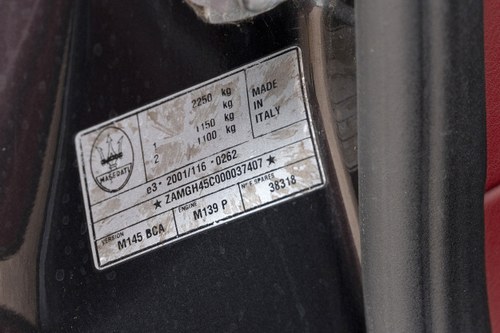 2250 kg
kg
1 1150 kg
2 1100 kg
MADE
IN
ITALY
MASERATI
e3 - 2001/116 - 0262
★ ZAMGH45C000037407 ★
VERSION
M145 BCA
ENGINE
M139 P
N° F. SPARES
38318